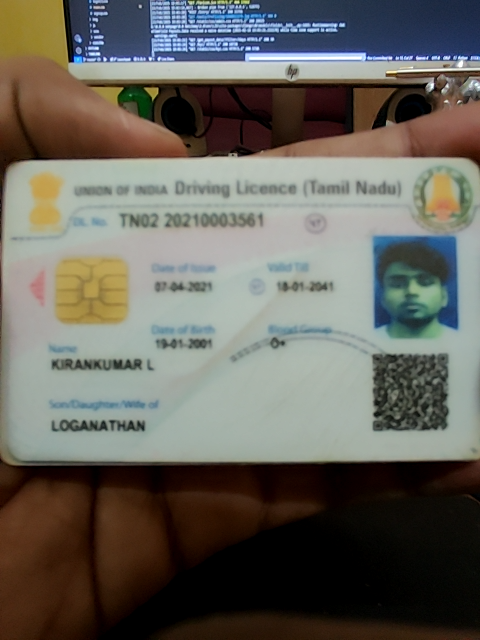 hp
UNION OF INDIA Driving Licence (Tamil Nadu)
DL. No. TN02 20210003561
Date of Issue Valid Till
07-04-2021 18-01-2041
Date of Birth Blood Group
19-01-2001 O+
Name
KIRANKUMAR L
Son/Daughter/Wife of
LOGANATHAN